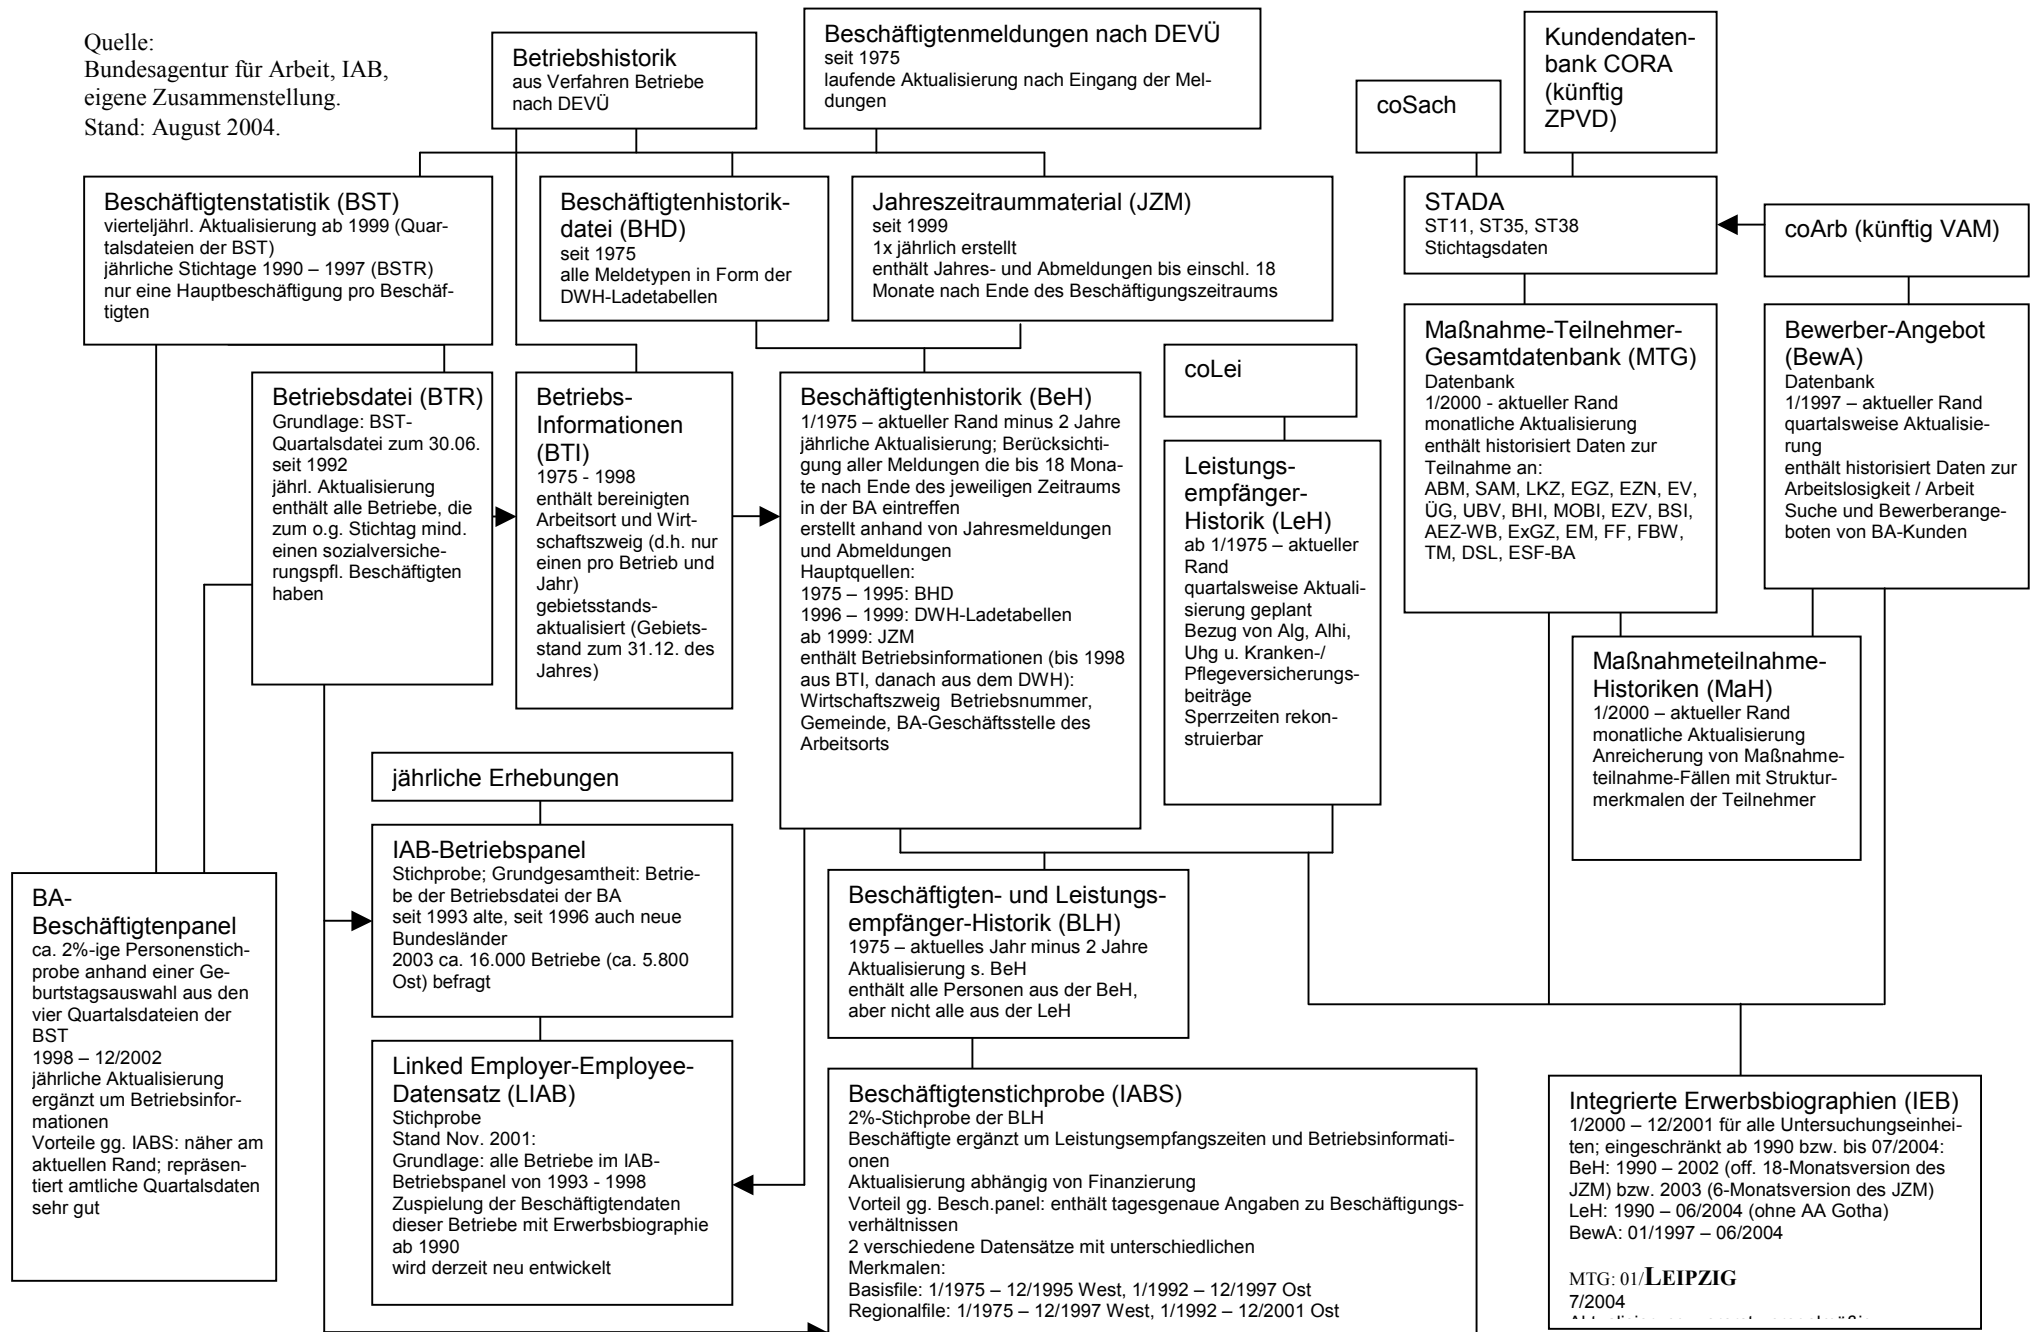 Quelle:
Bundesagentur für Arbeit, IAB,
eigene Zusammenstellung.
Stand: August 2004.
Betriebshistorik
aus Verfahren Betriebe
nach DEVÜ
Beschäftigtenmeldungen nach DEVÜ
seit 1975
laufende Aktualisierung nach Eingang der Mel-
dungen
coSach
Kundendaten-
bank CORA
(künftig
ZPVD)
Beschäftigtenstatistik (BST)
vierteljährl. Aktualisierung ab 1999 (Quar-
talsdateien der BST)
jährliche Stichtage 1990 – 1997 (BSTR)
nur eine Hauptbeschäftigung pro Beschäf-
tigten
Beschäftigtenhistorik-
datei (BHD)
seit 1975
alle Meldetypen in Form der
DWH-Ladetabellen
Jahreszeitraummaterial (JZM)
seit 1999
1x jährlich erstellt
enthält Jahres- und Abmeldungen bis einschl. 18
Monate nach Ende des Beschäftigungszeitraums
STADA
ST11, ST35, ST38
Stichtagsdaten
coArb (künftig VAM)
Betriebsdatei (BTR)
Grundlage: BST-
Quartalsdatei zum 30.06.
seit 1992
jährl. Aktualisierung
enthält alle Betriebe, die
zum o.g. Stichtag mind.
einen sozialversiche-
rungspfl. Beschäftigten
haben
Betriebs-
Informationen
(BTI)
1975 - 1998
enthält bereinigten
Arbeitsort und Wirt-
schaftszweig (d.h. nur
einen pro Betrieb und
Jahr)
gebietsstands-
aktualisiert (Gebiets-
stand zum 31.12. des
Jahres)
Beschäftigtenhistorik (BeH)
1/1975 – aktueller Rand minus 2 Jahre
jährliche Aktualisierung; Berücksichti-
gung aller Meldungen die bis 18 Mona-
te nach Ende des jeweiligen Zeitraums
in der BA eintreffen
erstellt anhand von Jahresmeldungen
und Abmeldungen
Hauptquellen:
1975 – 1995: BHD
1996 – 1999: DWH-Ladetabellen
ab 1999: JZM
enthält Betriebsinformationen (bis 1998
aus BTI, danach aus dem DWH):
Wirtschaftszweig Betriebsnummer,
Gemeinde, BA-Geschäftsstelle des
Arbeitsorts
coLei
Leistungs-
empfänger-
Historik (LeH)
ab 1/1975 – aktueller
Rand
quartalsweise Aktuali-
sierung geplant
Bezug von Alg, Alhi,
Uhg u. Kranken-/
Pflegeversicherungs-
beiträge
Sperrzeiten rekon-
struierbar
Maßnahme-Teilnehmer-
Gesamtdatenbank (MTG)
Datenbank
1/2000 - aktueller Rand
monatliche Aktualisierung
enthält historisiert Daten zur
Teilnahme an:
ABM, SAM, LKZ, EGZ, EZN, EV,
ÜG, UBV, BHI, MOBI, EZV, BSI,
AEZ-WB, ExGZ, EM, FF, FBW,
TM, DSL, ESF-BA
Bewerber-Angebot
(BewA)
Datenbank
1/1997 – aktueller Rand
quartalsweise Aktualisie-
rung
enthält historisiert Daten zur
Arbeitslosigkeit / Arbeit
Suche und Bewerberange-
boten von BA-Kunden
Maßnahmeteilnahme-
Historiken (MaH)
1/2000 – aktueller Rand
monatliche Aktualisierung
Anreicherung von Maßnahme-
teilnahme-Fällen mit Struktur-
merkmalen der Teilnehmer
jährliche Erhebungen
IAB-Betriebspanel
Stichprobe; Grundgesamtheit: Betrie-
be der Betriebsdatei der BA
seit 1993 alte, seit 1996 auch neue
Bundesländer
2003 ca. 16.000 Betriebe (ca. 5.800
Ost) befragt
BA-
Beschäftigtenpanel
ca. 2%-ige Personenstich-
probe anhand einer Ge-
burtstagsauswahl aus den
vier Quartalsdateien der
BST
1998 – 12/2002
jährliche Aktualisierung
ergänzt um Betriebsinfor-
mationen
Vorteile gg. IABS: näher am
aktuellen Rand; repräsen-
tiert amtliche Quartalsdaten
sehr gut
Beschäftigten- und Leistungs-
empfänger-Historik (BLH)
1975 – aktuelles Jahr minus 2 Jahre
Aktualisierung s. BeH
enthält alle Personen aus der BeH,
aber nicht alle aus der LeH
Linked Employer-Employee-
Datensatz (LIAB)
Stichprobe
Stand Nov. 2001:
Grundlage: alle Betriebe im IAB-
Betriebspanel von 1993 - 1998
Zuspielung der Beschäftigtendaten
dieser Betriebe mit Erwerbsbiographie
ab 1990
wird derzeit neu entwickelt
Beschäftigtenstichprobe (IABS)
2%-Stichprobe der BLH
Beschäftigte ergänzt um Leistungsempfangszeiten und Betriebsinformati-
onen
Aktualisierung abhängig von Finanzierung
Vorteil gg. Besch.panel: enthält tagesgenaue Angaben zu Beschäftigungs-
verhältnissen
2 verschiedene Datensätze mit unterschiedlichen
Merkmalen:
Basisfile: 1/1975 – 12/1995 West, 1/1992 – 12/1997 Ost
Regionalfile: 1/1975 – 12/1997 West, 1/1992 – 12/2001 Ost
Integrierte Erwerbsbiographien (IEB)
1/2000 – 12/2001 für alle Untersuchungseinhei-
ten; eingeschränkt ab 1990 bzw. bis 07/2004:
BeH: 1990 – 2002 (off. 18-Monatsversion des
JZM) bzw. 2003 (6-Monatsversion des JZM)
LeH: 1990 – 06/2004 (ohne AA Gotha)
BewA: 01/1997 – 06/2004
MTG: 01/LEIPZIG
7/2004